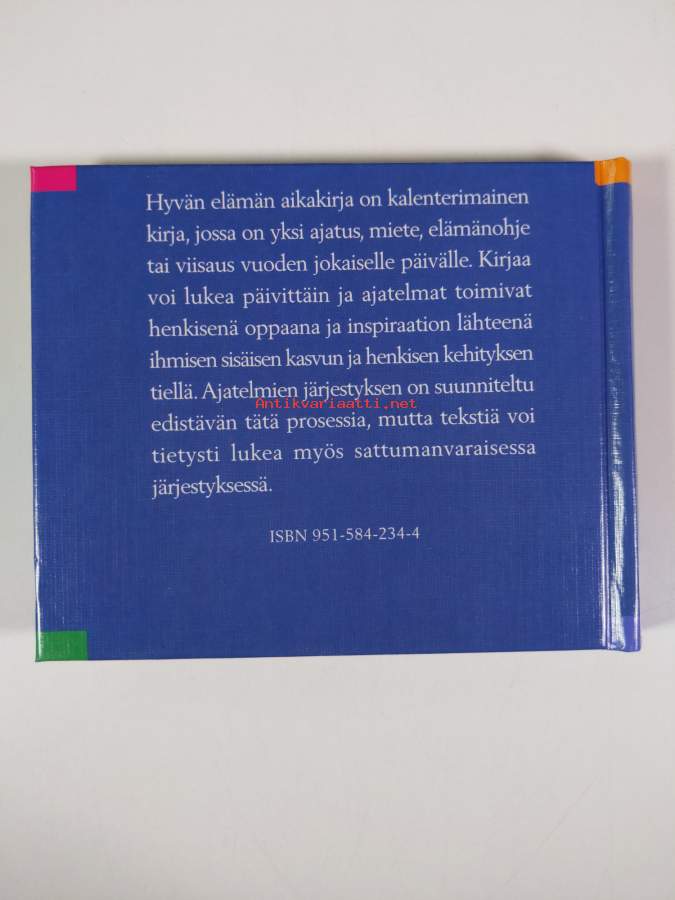 Hyvän elämän aikakirja on kalenterimainen
kirja, jossa on yksi ajatus, miete, elämänohje
tai viisaus vuoden jokaiselle päivälle. Kirjaa
voi lukea päivittäin ja ajatelmat toimivat
henkisenä oppaana ja inspiraation lähteenä
ihmisen sisäisen kasvun ja henkisen kehityksen
tiellä. Ajatelmien järjestyksen on suunniteltu
Antikvariaatti.net
edistävän tätä prosessia, mutta tekstiä voi
tietysti lukea myös sattumanvaraisessa
järjestyksessä.
ISBN 951-584-234-4